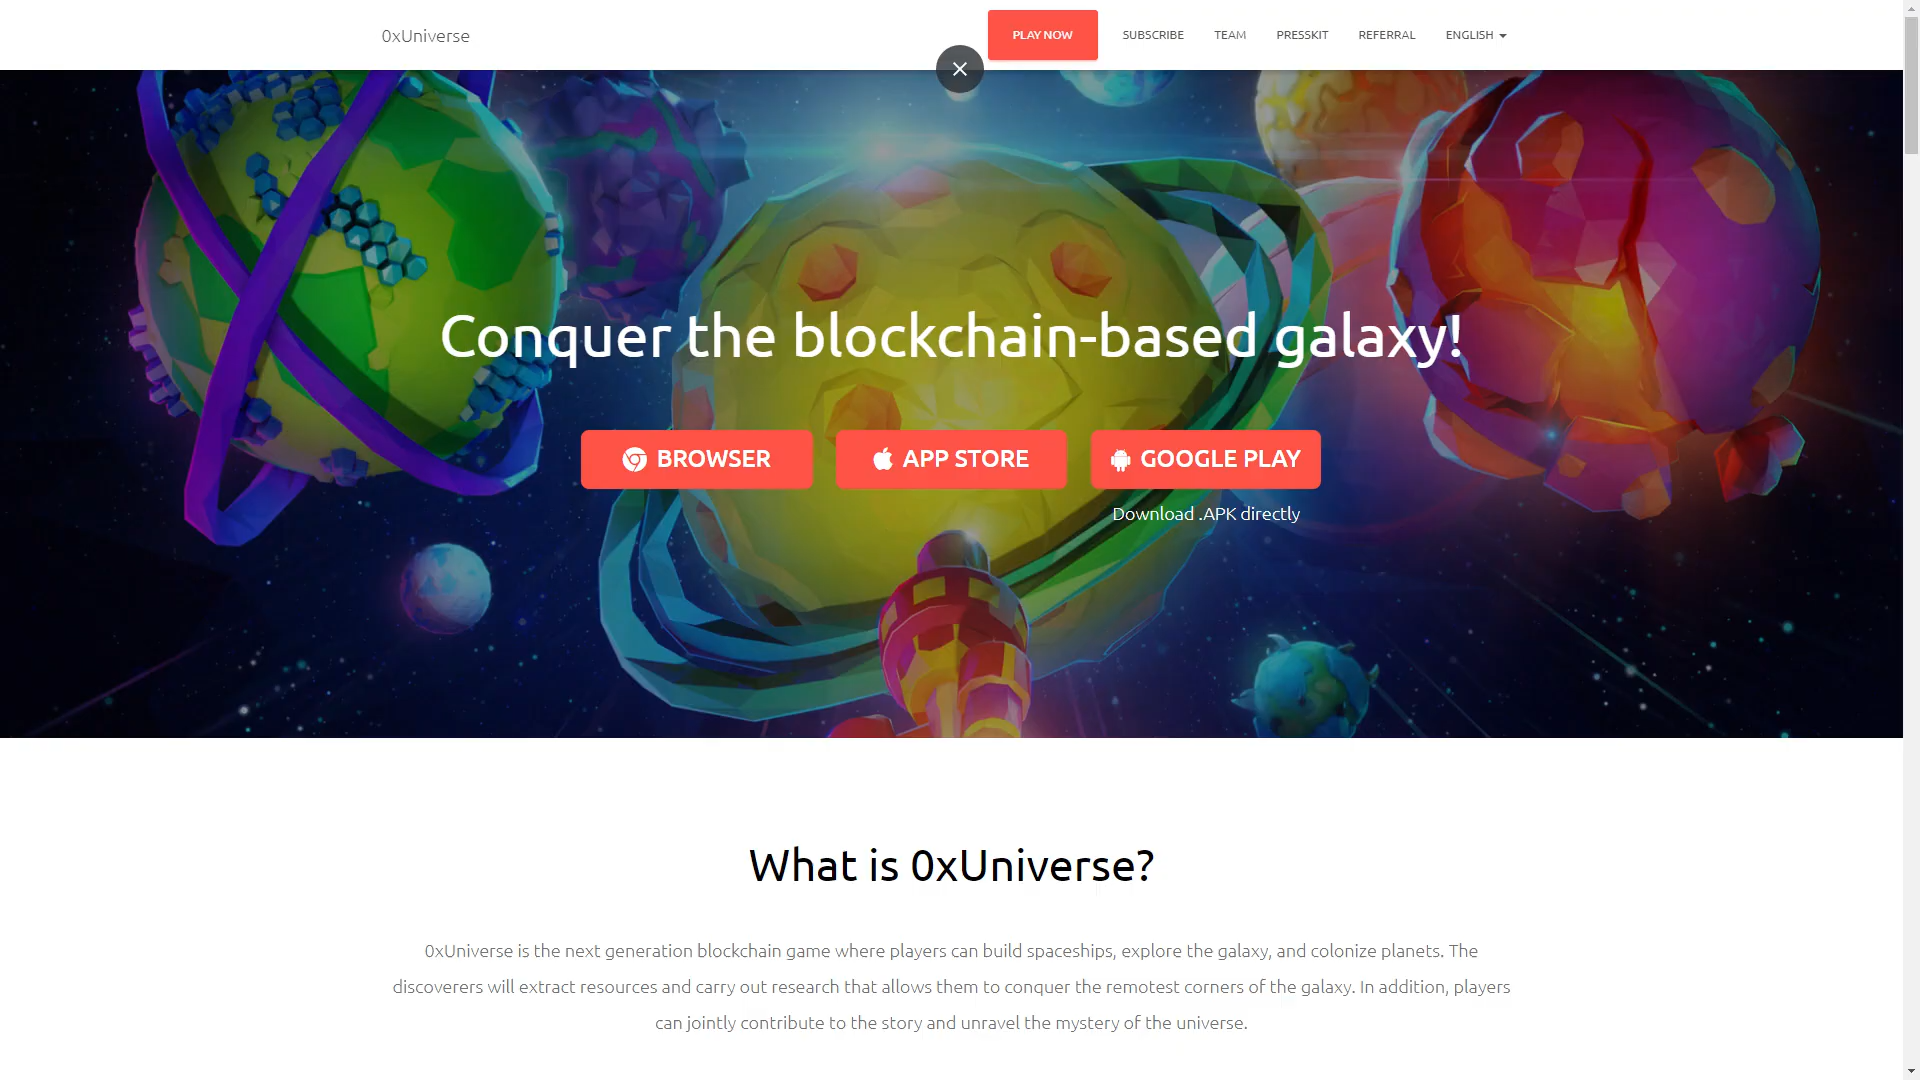 0xUniverse
PLAY NOW
SUBSCRIBE
TEAM
PRESSKIT
REFERRAL
ENGLISH
Conquer the blockchain-based galaxy!
BROWSER
APP STORE
GOOGLE PLAY
Download .APK directly
What is 0xUniverse?
0xUniverse is the next generation blockchain game where players can build spaceships, explore the galaxy, and colonize planets. The
discoverers will extract resources and carry out research that allows them to conquer the remotest corners of the galaxy. In addition, players
can jointly contribute to the story and unravel the mystery of the universe.